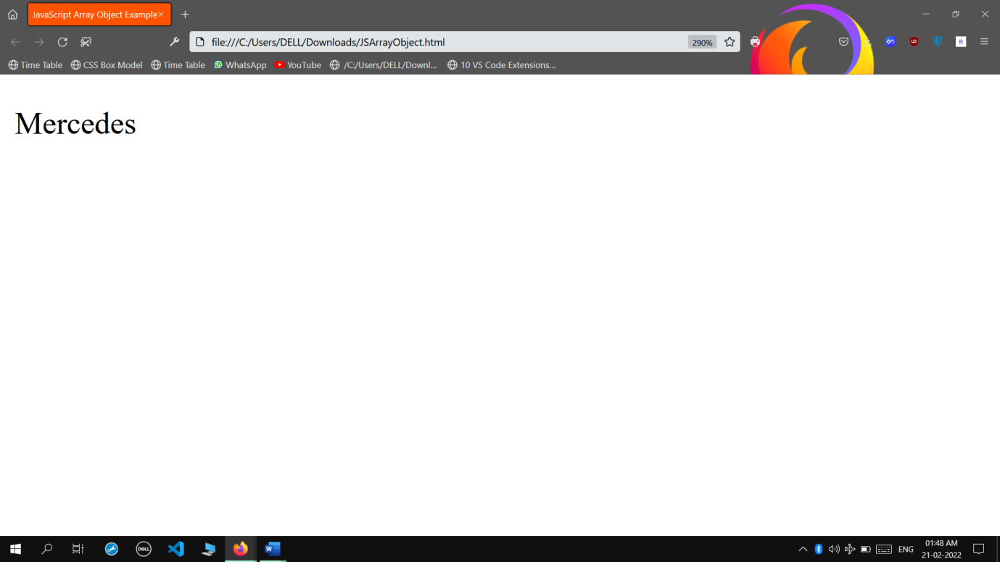 JavaScript Array Object Example
file:///C:/Users/DELL/Downloads/JSArrayObject.html 290%
Time Table CSS Box Model Time Table WhatsApp YouTube /C:/Users/DELL/Downl... 10 VS Code Extensions...
Mercedes
DELL
W
ENG
01:48 AM
21-02-2022